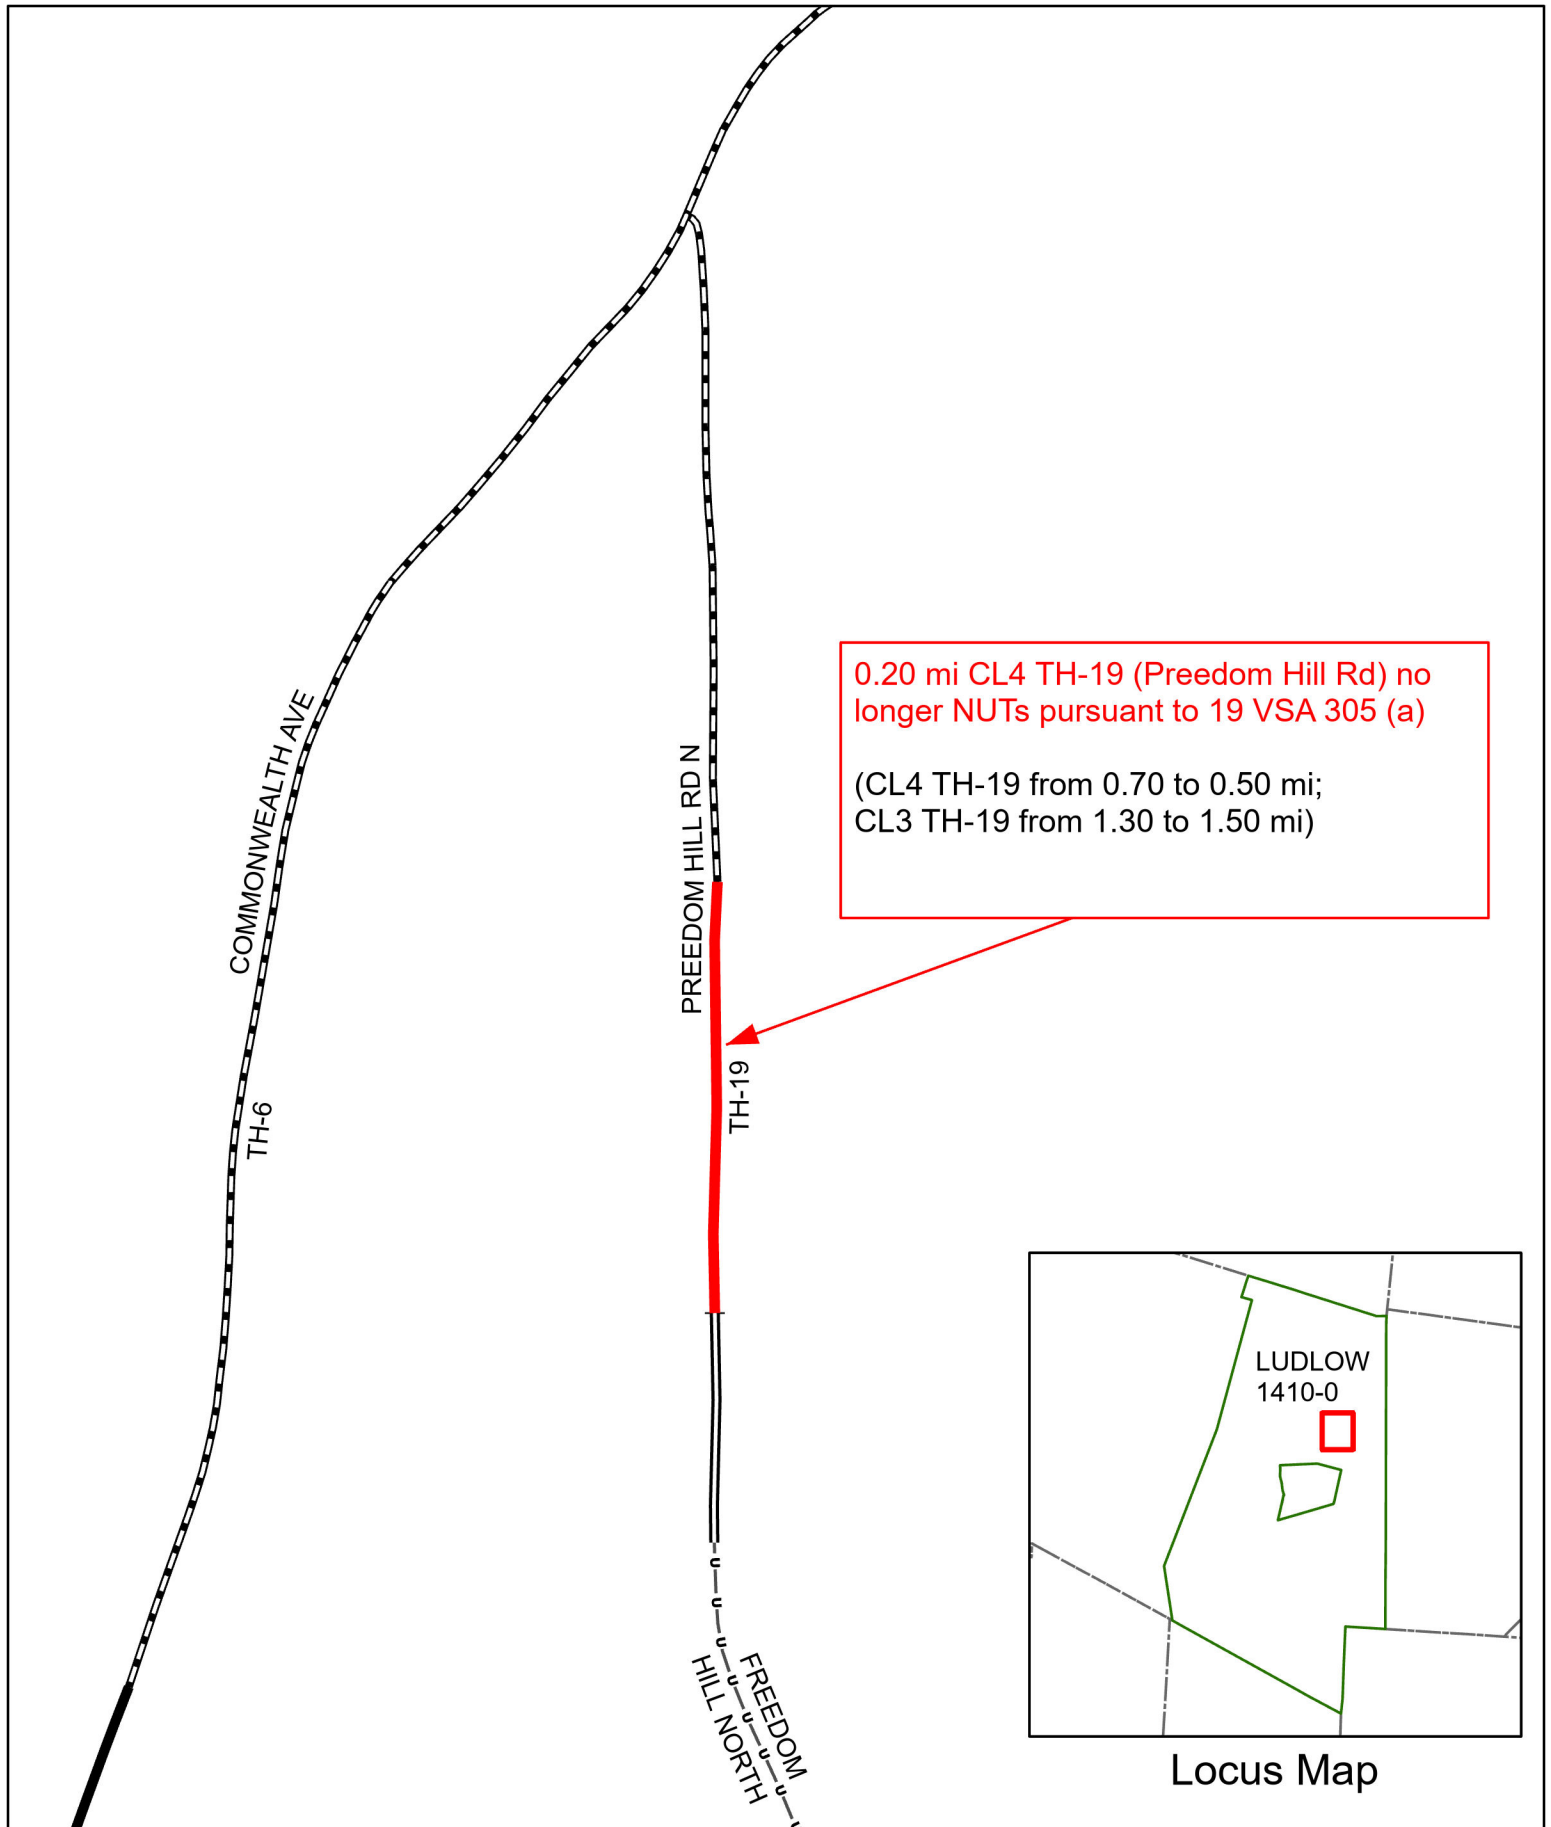 0.20 mi CL4 TH-19 (Preedom Hill Rd) no
longer NUTs pursuant to 19 VSA 305 (a)
(CL4 TH-19 from 0.70 to 0.50 mi;
CL3 TH-19 from 1.30 to 1.50 mi)
COMMONWEALTH AVE
PREEDOM HILL RD N
TH-19
TH-6
LUDLOW
1410-0
FREEDOM
HILL NORTH
Locus Map